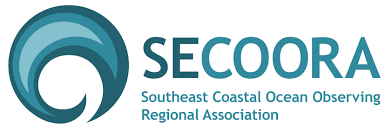 SECOORA
Southeast Coastal Ocean Observing
Regional Association